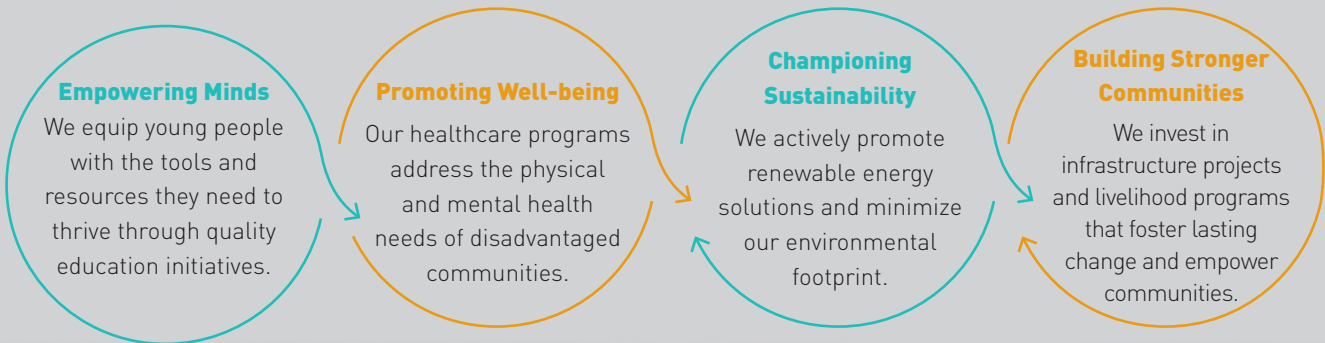 Empowering Minds
We equip young people
with the tools and
resources they need to
thrive through quality
education initiatives.
Promoting Well-being
Our healthcare programs
address the physical
and mental health
needs of disadvantaged
communities.
Championing
Sustainability
We actively promote
renewable energy
solutions and minimize
our environmental
footprint.
Building Stronger
Communities
We invest in
infrastructure projects
and livelihood programs
that foster lasting
change and empower
communities.